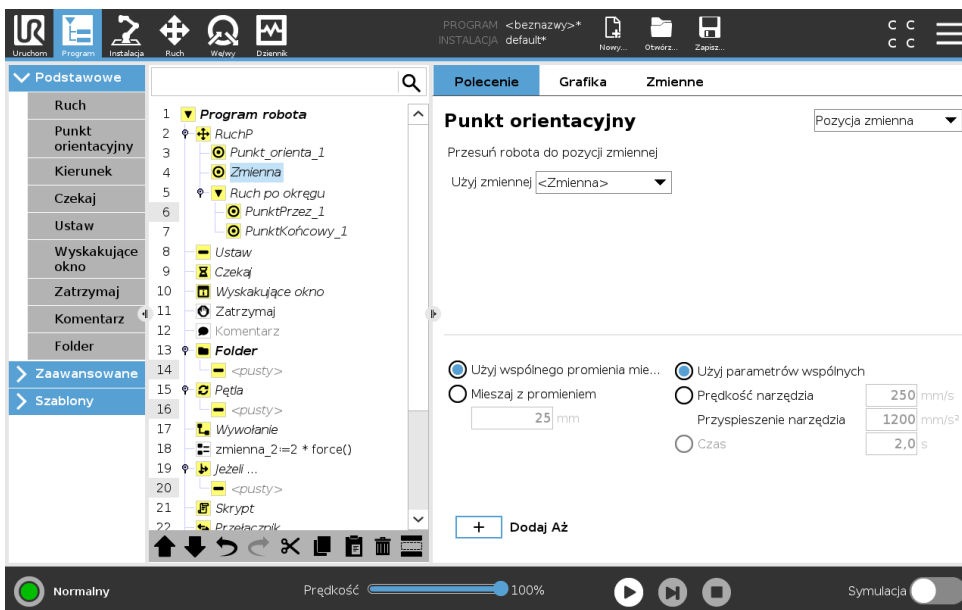 PROGRAM <beznazwy>*
INSTALACJA default*
Uruchom
Program
Instalacja
Ruch
We/wy
Dziennik
Nowy...
Otwórz...
Zapisz...
C C
C C
Podstawowe
Ruch
Punkt
orientacyjny
Kierunek
Czekaj
Ustaw
Wyskakujące
okno
Zatrzymaj
Komentarz
Folder
Zaawansowane
Szablony
1 Program robota
2 RuchP
3 Punkt_orienta_1
4 Zmienna
5 Ruch po okręgu
6 PunktPrzez_1
7 PunktKońcowy_1
8 Ustaw
9 Czekaj
10 Wyskakujące okno
11 Zatrzymaj
12 Komentarz
13 Folder
14 <pusty>
15 Pętla
16 <pusty>
17 Wywołanie
18 zmienna_2:=2 * force()
19 Jeżeli ...
20 <pusty>
21 Skrypt
22 Przełącznik
Polecenie Grafika Zmienne
Punkt orientacyjny
Pozycja zmienna
Przesuń robota do pozycji zmiennej
Użyj zmiennej <Zmienna>
Użyj wspólnego promienia mie...
Mieszaj z promieniem
25 mm
Użyj parametrów wspólnych
Prędkość narzędzia 250 mm/s
Przyspieszenie narzędzia 1200 mm/s²
Czas 2,0 s
+ Dodaj Aż
Normalny
Prędkość 100%
Symulacja